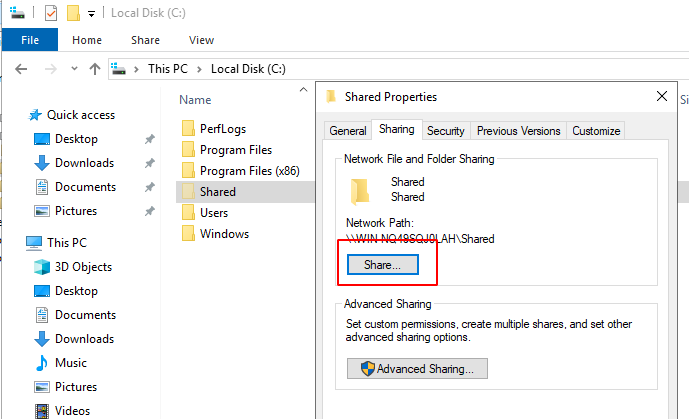 Local Disk (C:)
File Home Share View
This PC Local Disk (C:)
Name
Si
Quick access
Desktop
Downloads
Documents
Pictures
This PC
3D Objects
Desktop
Documents
Downloads
Music
Pictures
Videos
PerfLogs
Program Files
Program Files (x86)
Shared
Users
Windows
Shared Properties
General Sharing Security Previous Versions Customize
Network File and Folder Sharing
Shared
Shared
Network Path:
\\WIN-NQ49SQJ0LAH\Shared
Share...
Advanced Sharing
Set custom permissions, create multiple shares, and set other
advanced sharing options.
Advanced Sharing...